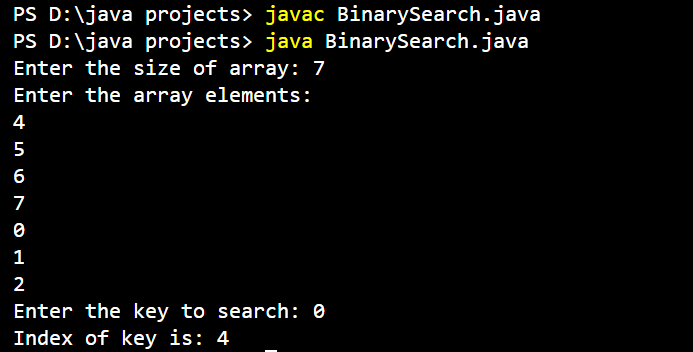 PS D:\java projects> javac BinarySearch.java
PS D:\java projects> java BinarySearch.java
Enter the size of array: 7
Enter the array elements:
4
5
6
7
0
1
2
Enter the key to search: 0
Index of key is: 4